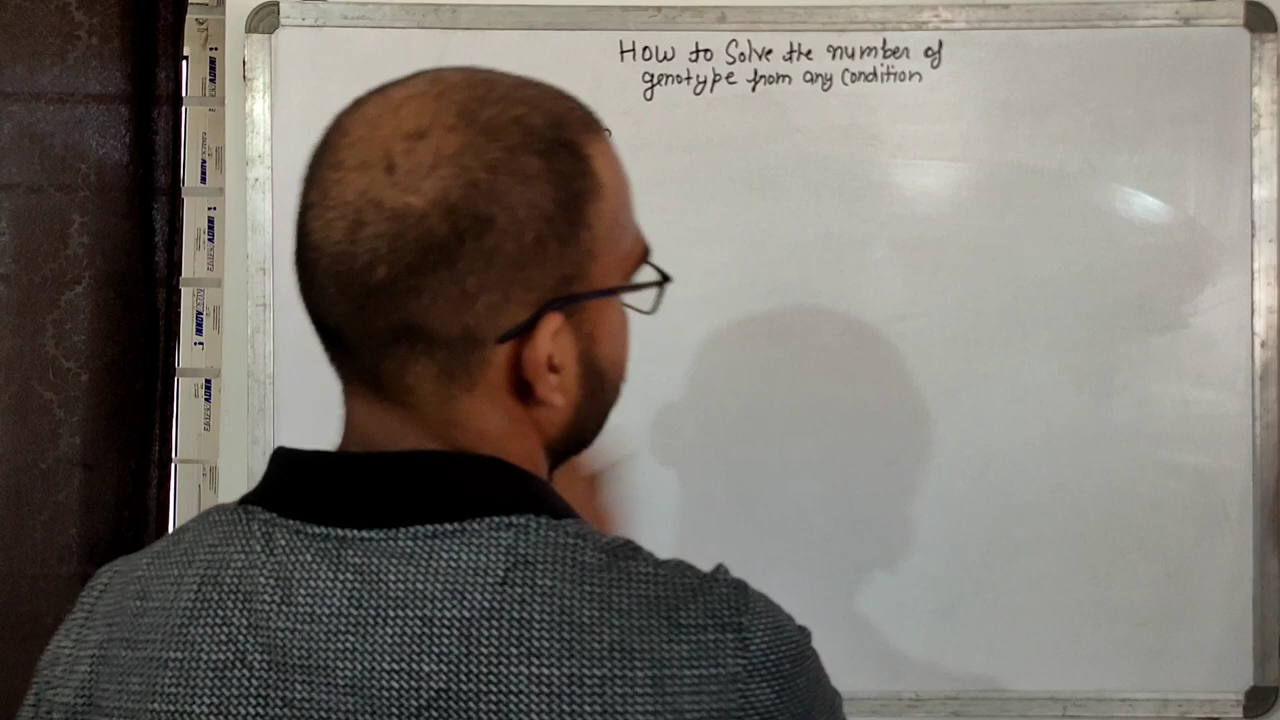 How to Solve the number of
genotype from any Condition